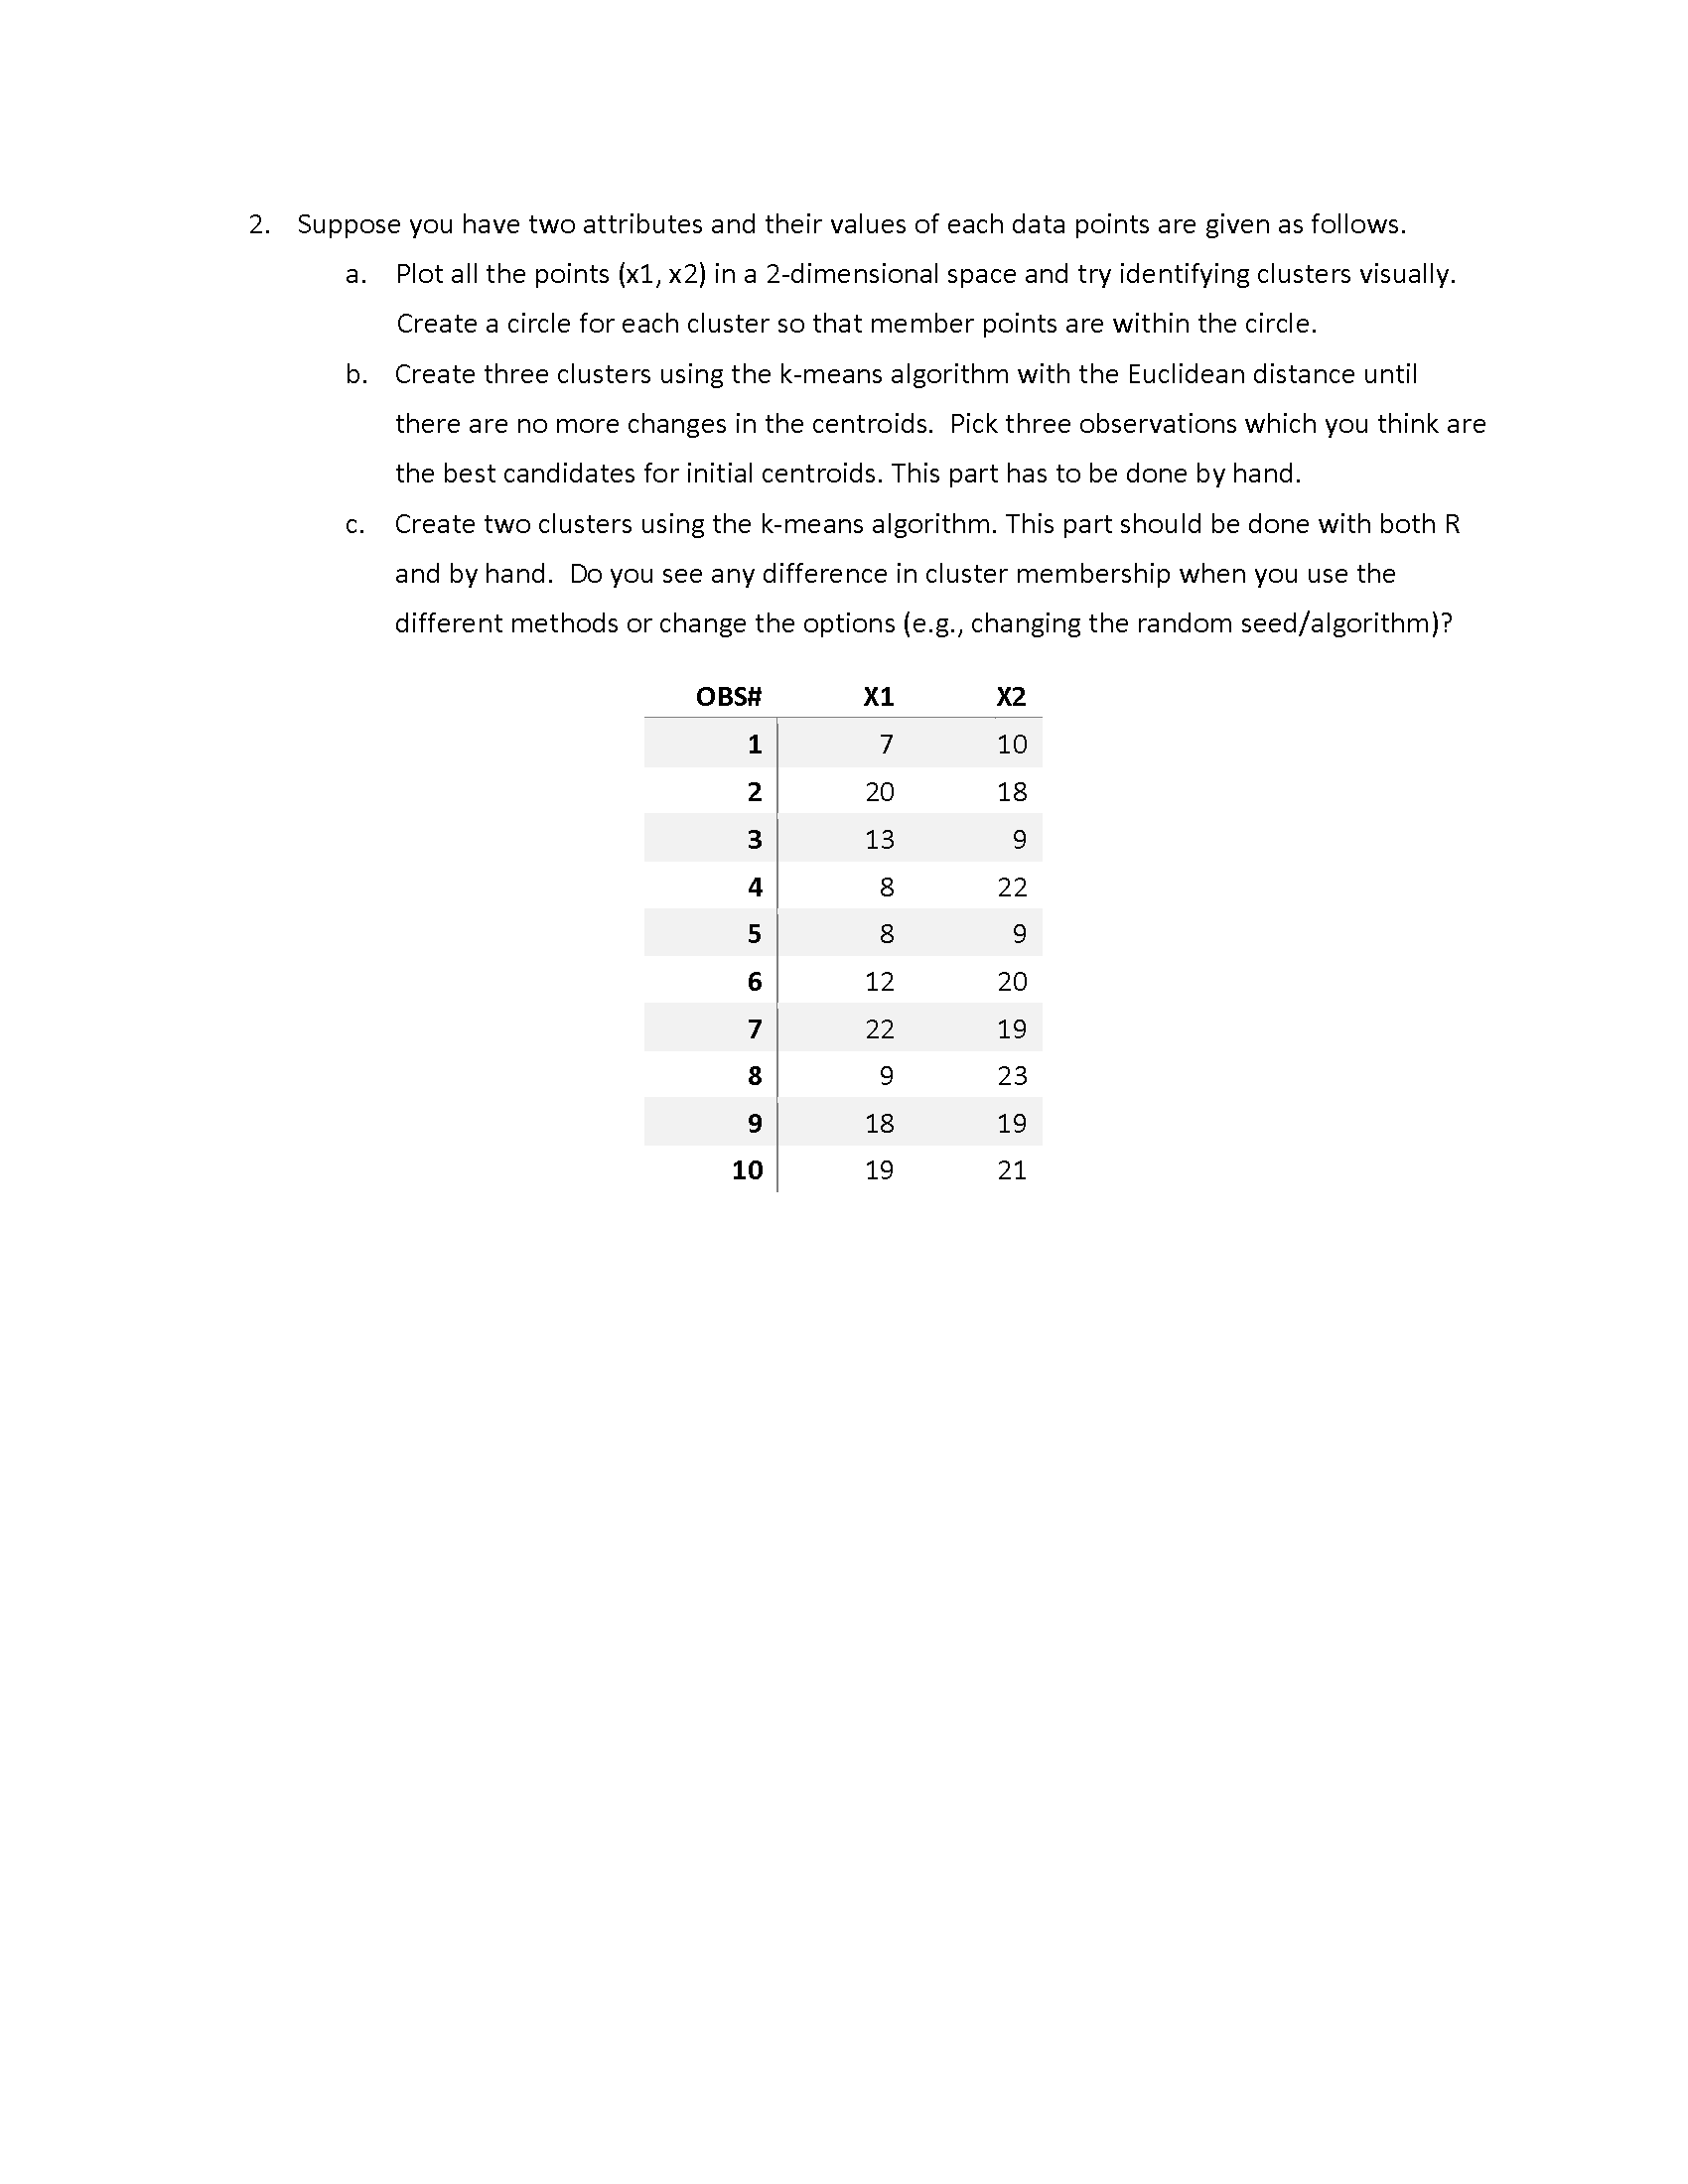 2. Suppose you have two attributes and their values of each data points are given as follows.
a. Plot all the points (x1, x2) in a 2-dimensional space and try identifying clusters visually.
Create a circle for each cluster so that member points are within the circle.
b. Create three clusters using the k-means algorithm with the Euclidean distance until
there are no more changes in the centroids.  Pick three observations which you think are
the best candidates for initial centroids. This part has to be done by hand.
c. Create two clusters using the k-means algorithm. This part should be done with both R
and by hand.  Do you see any difference in cluster membership when you use the
different methods or change the options (e.g., changing the random seed/algorithm)?
OBS# X1 X2
1 7 10
2 20 18
3 13 9
4 8 22
5 8 9
6 12 20
7 22 19
8 9 23
9 18 19
10 19 21